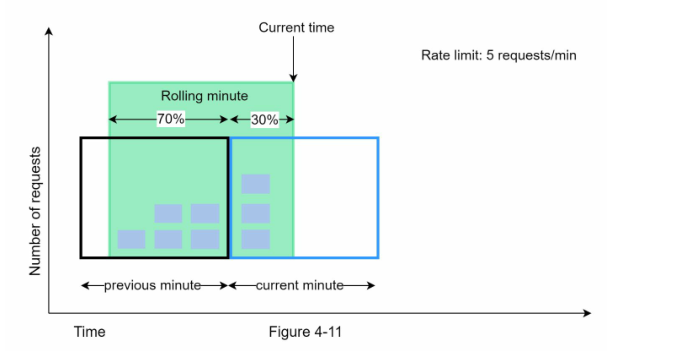 Current time
Rate limit: 5 requests/min
Rolling minute
70%
30%
Number of requests
previous minute
current minute
Time
Figure 4-11